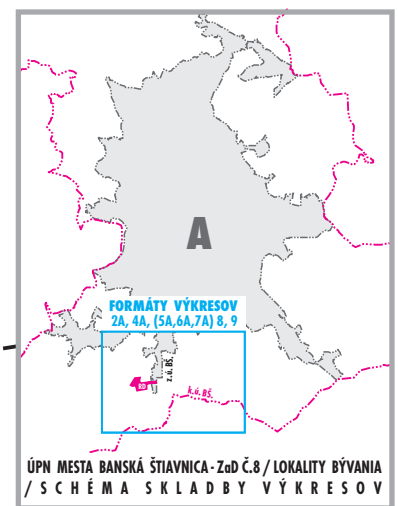 A
FORMÁTY VÝKRESOV
2A, 4A, (5A,6A,7A) 8, 9
z.ú. BŠ.
k.ú. BŠ.
ÚPN MESTA BANSKÁ ŠTIAVNICA - ZaD Č.8 / LOKALITY BÝVANIA
/ SCHÉMA SKLADBY VÝKRESOV